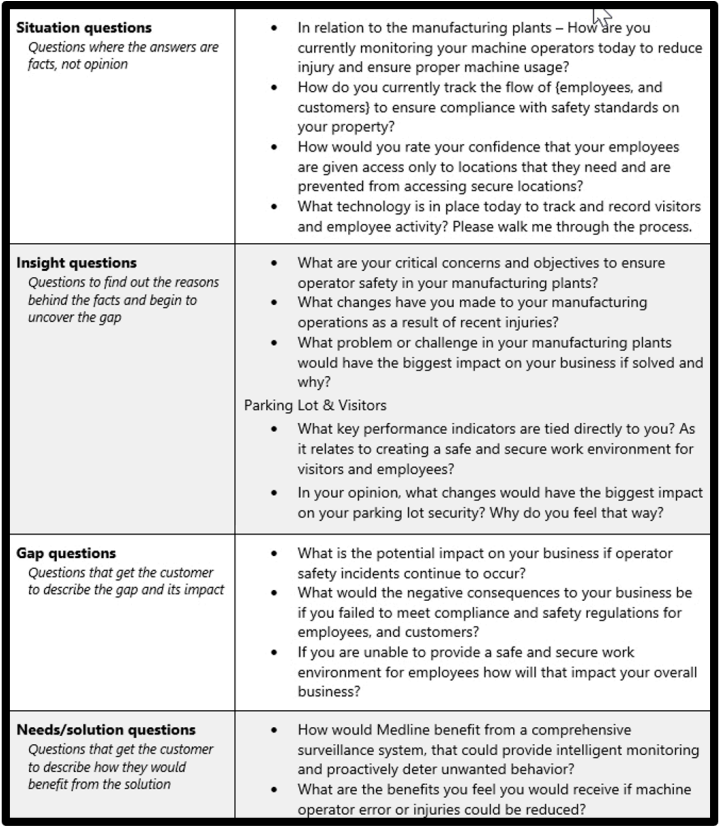 Situation questions
Questions where the answers are
facts, not opinion
• In relation to the manufacturing plants – How are you
currently monitoring your machine operators today to reduce
injury and ensure proper machine usage?
• How do you currently track the flow of {employees, and
customers} to ensure compliance with safety standards on
your property?
• How would you rate your confidence that your employees
are given access only to locations that they need and are
prevented from accessing secure locations?
• What technology is in place today to track and record visitors
and employee activity? Please walk me through the process.
Insight questions
Questions to find out the reasons
behind the facts and begin to
uncover the gap
• What are your critical concerns and objectives to ensure
operator safety in your manufacturing plants?
• What changes have you made to your manufacturing
operations as a result of recent injuries?
• What problem or challenge in your manufacturing plants
would have the biggest impact on your business if solved and
why?
Parking Lot & Visitors
• What key performance indicators are tied directly to you? As
it relates to creating a safe and secure work environment for
visitors and employees?
• In your opinion, what changes would have the biggest impact
on your parking lot security? Why do you feel that way?
Gap questions
Questions that get the customer
to describe the gap and its impact
• What is the potential impact on your business if operator
safety incidents continue to occur?
• What would the negative consequences to your business be
if you failed to meet compliance and safety regulations for
employees, and customers?
• If you are unable to provide a safe and secure work
environment for employees how will that impact your overall
business?
Needs/solution questions
Questions that get the customer
to describe how they would
benefit from the solution
• How would Medline benefit from a comprehensive
surveillance system, that could provide intelligent monitoring
and proactively deter unwanted behavior?
• What are the benefits you feel you would receive if machine
operator error or injuries could be reduced?